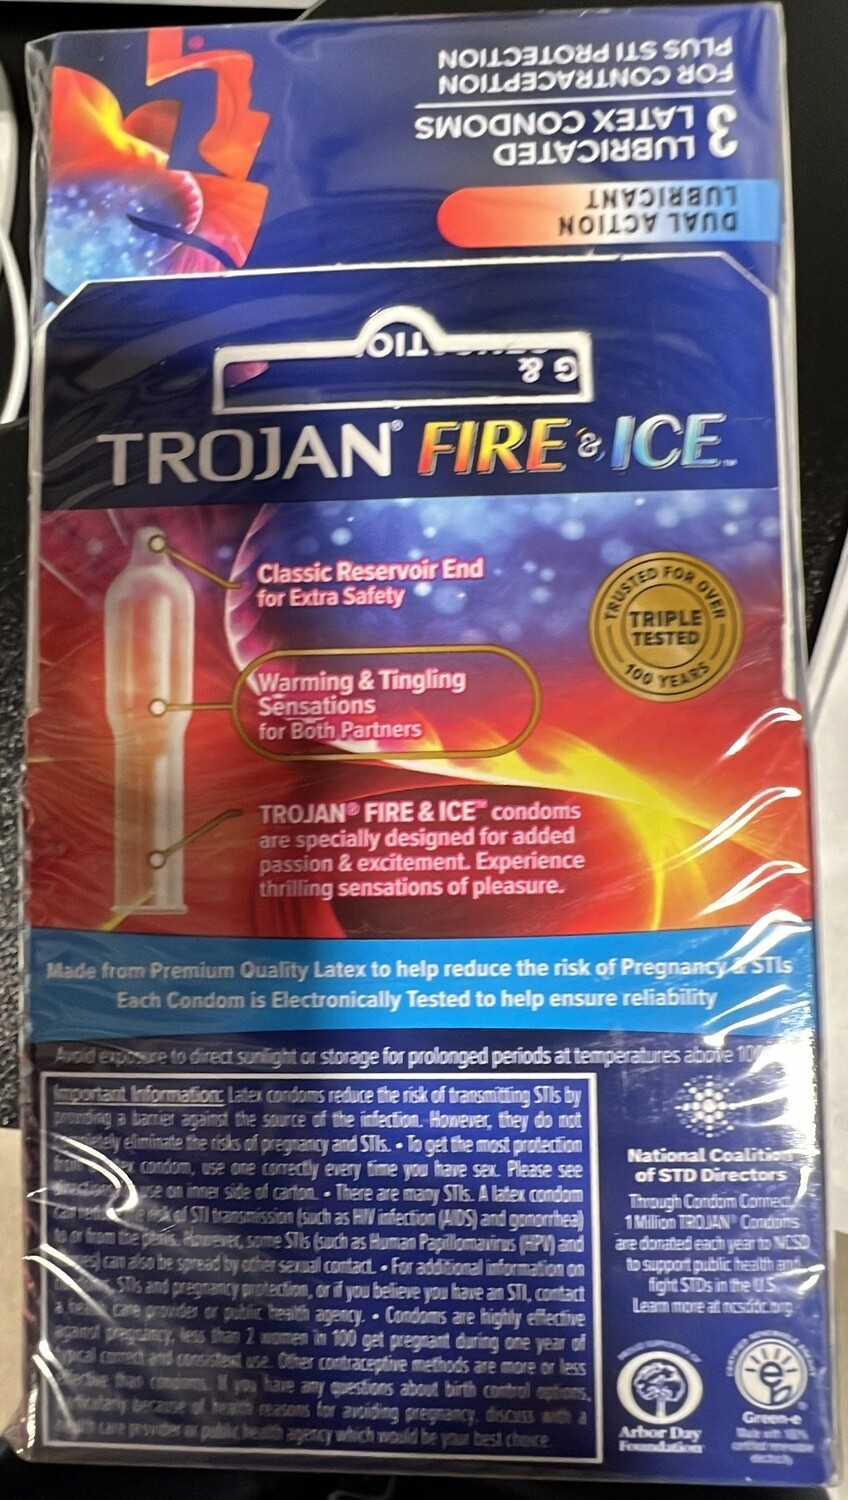 3 LUBRICATED
LATEX CONDOMS
FOR CONTRACEPTION
PLUS STI PROTECTION
DUAL ACTION
LUBRICANT
G &
TROJAN® FIRE & ICE™
Classic Reservoir End
for Extra Safety
TRUSTED FOR OVER
TRIPLE
TESTED
100 YEARS
Warming & Tingling
Sensations
for Both Partners
TROJAN® FIRE & ICE™ condoms
are specially designed for added
passion & excitement. Experience
thrilling sensations of pleasure.
Made from Premium Quality Latex to help reduce the risk of Pregnancy & STIs
Each Condom is Electronically Tested to help ensure reliability
Avoid exposure to direct sunlight or storage for prolonged periods at temperatures above
Important Information: Latex condoms reduce the risk of transmitting STIs by
providing a barrier against the source of the infection. However, they do not
completely eliminate the risks of pregnancy and STIs. • To get the most protection
from latex condom, use one correctly every time you have sex. Please see
use on inner side of carton. • There are many STIs. A latex condom
can risk of STI transmission (such as HIV infection (AIDS) and gonorrhea)
to or from the penis. However, some STIs (such as Human Papillomavirus (HPV) and
can also be spread by other sexual contact. • For additional information on
STIs and pregnancy protection, or if you believe you have an STI, contact
a health care provider or public health agency. • Condoms are highly effective
against pregnancy, less than 2 women in 100 get pregnant during one year of
typical correct and consistent use. Other contraceptive methods are more or less
effective than condoms. If you have any questions about birth control options,
particularly because of health reasons for avoiding pregnancy, discuss with a
health care provider or public health agency which would be your best choice.
National Coalition
of STD Directors
Through Condom Connect,
1 Million TROJAN® Condoms
are donated each year to NCSD
to support public health and
fight STDs in the U.S.
Learn more at ncsddc.org
PROUD SUPPORTER OF
Arbor Day
Foundation
Green-e
Made with 100%
certified renewable
electricity